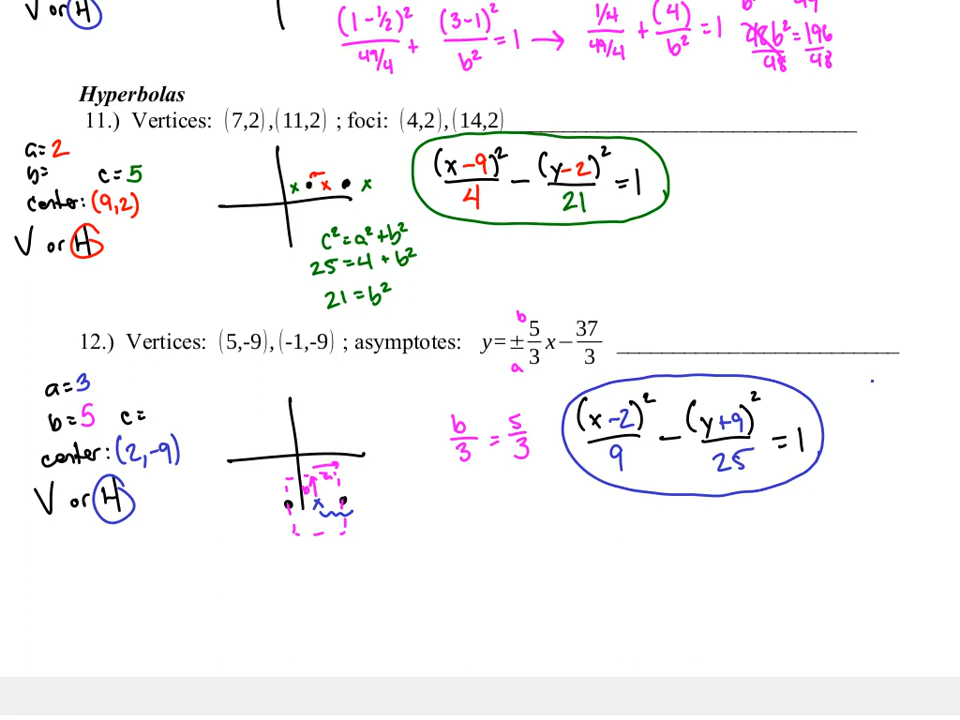 V or H
(1-½)²/49/4 + (3-1)²/b² = 1 → 1/4/49/4 + (4)/b² = 1
48b² = 196
48 48
Hyperbolas
11.) Vertices: (7,2),(11,2) ; foci: (4,2),(14,2)
a=2
b= c=5
center: (9,2)
V or H
x x x
c²=a²+b²
25=4+b²
21=b²
(x-9)²/4 - (y-2)²/21 = 1
12.) Vertices: (5,-9),(-1,-9) ; asymptotes: y=±5/3x−37/3
b
a
a=3
b=5 c=
center: (2,-9)
V or H
x
b/3 = 5/3
(x-2)²/9 - (y+9)²/25 = 1